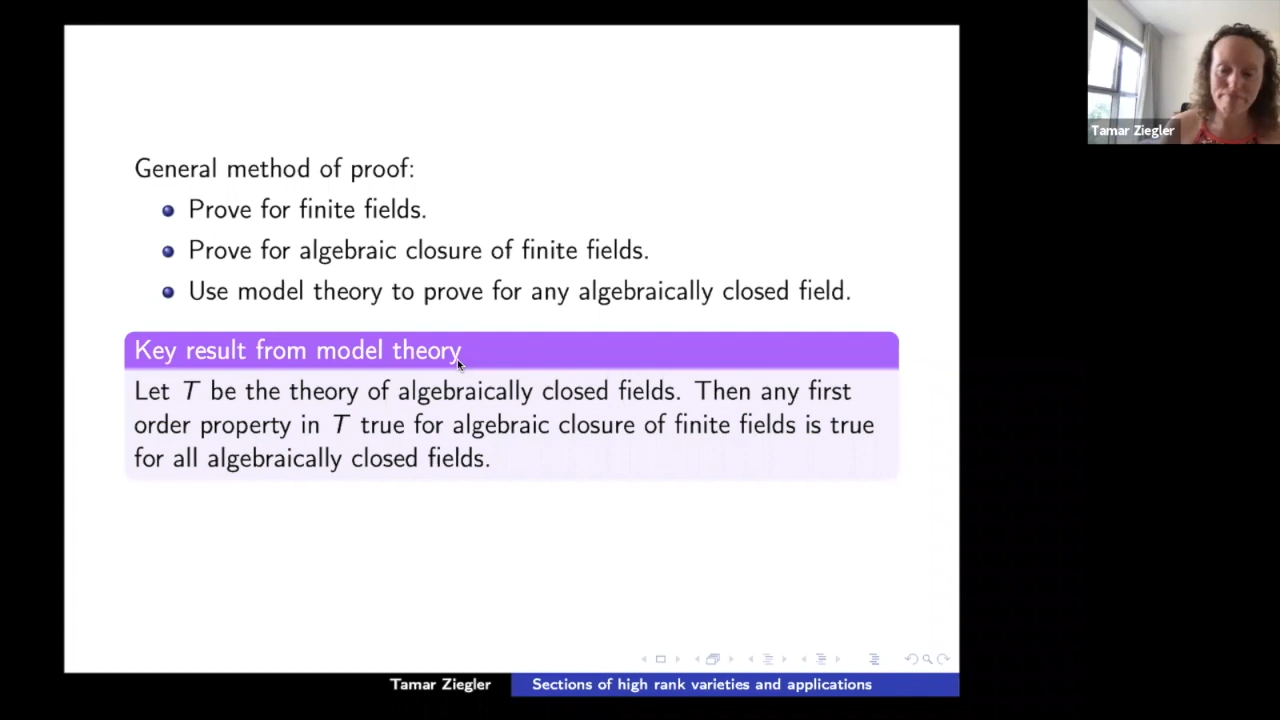 General method of proof:
Prove for finite fields.
Prove for algebraic closure of finite fields.
Use model theory to prove for any algebraically closed field.
Key result from model theory
Let T be the theory of algebraically closed fields. Then any first
order property in T true for algebraic closure of finite fields is true
for all algebraically closed fields.
Tamar Ziegler
Sections of high rank varieties and applications
Tamar Ziegler